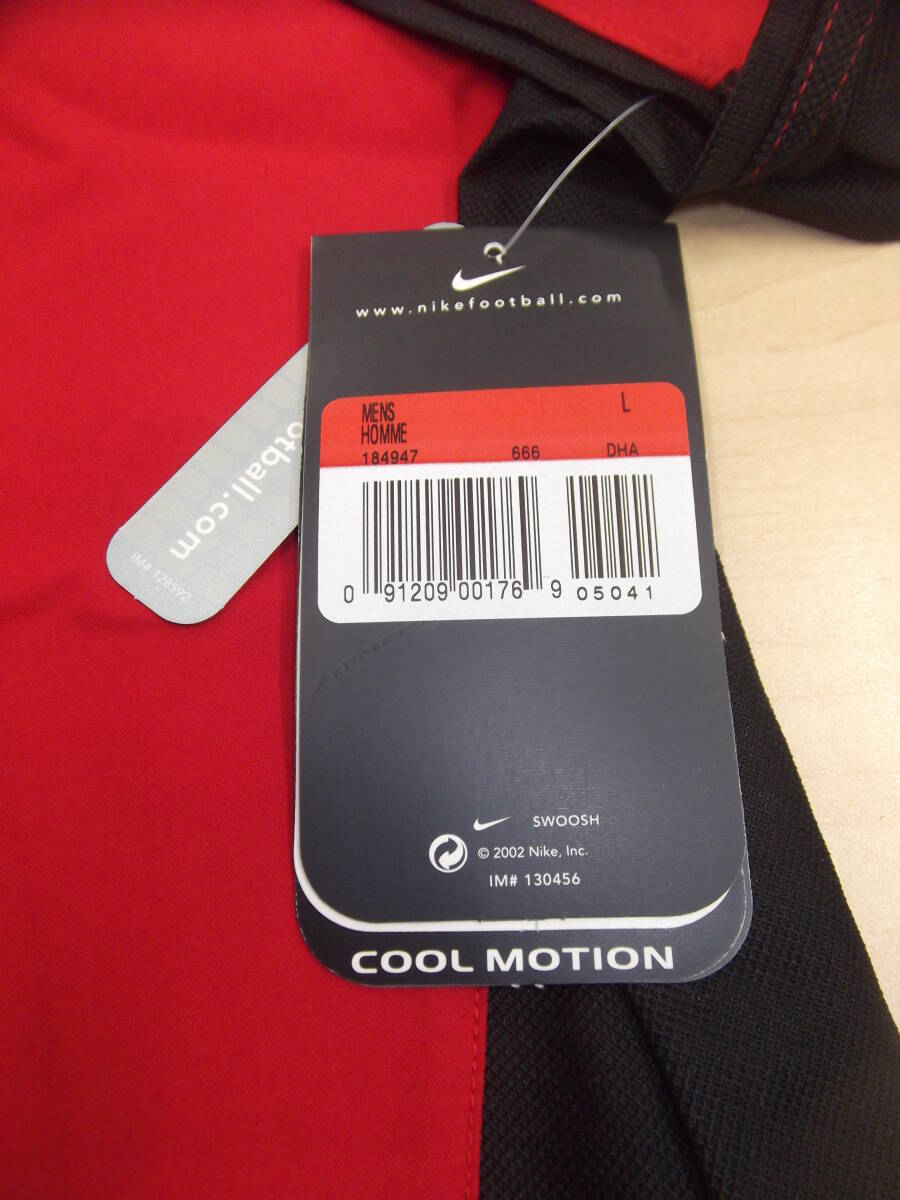 www.nikefootball.com
MENS L
HOMME
184947 666 DHA
0 91209 00176 9 05041
SWOOSH
© 2002 Nike, Inc.
IM# 130456
COOL MOTION
otball.com
IM# 128592